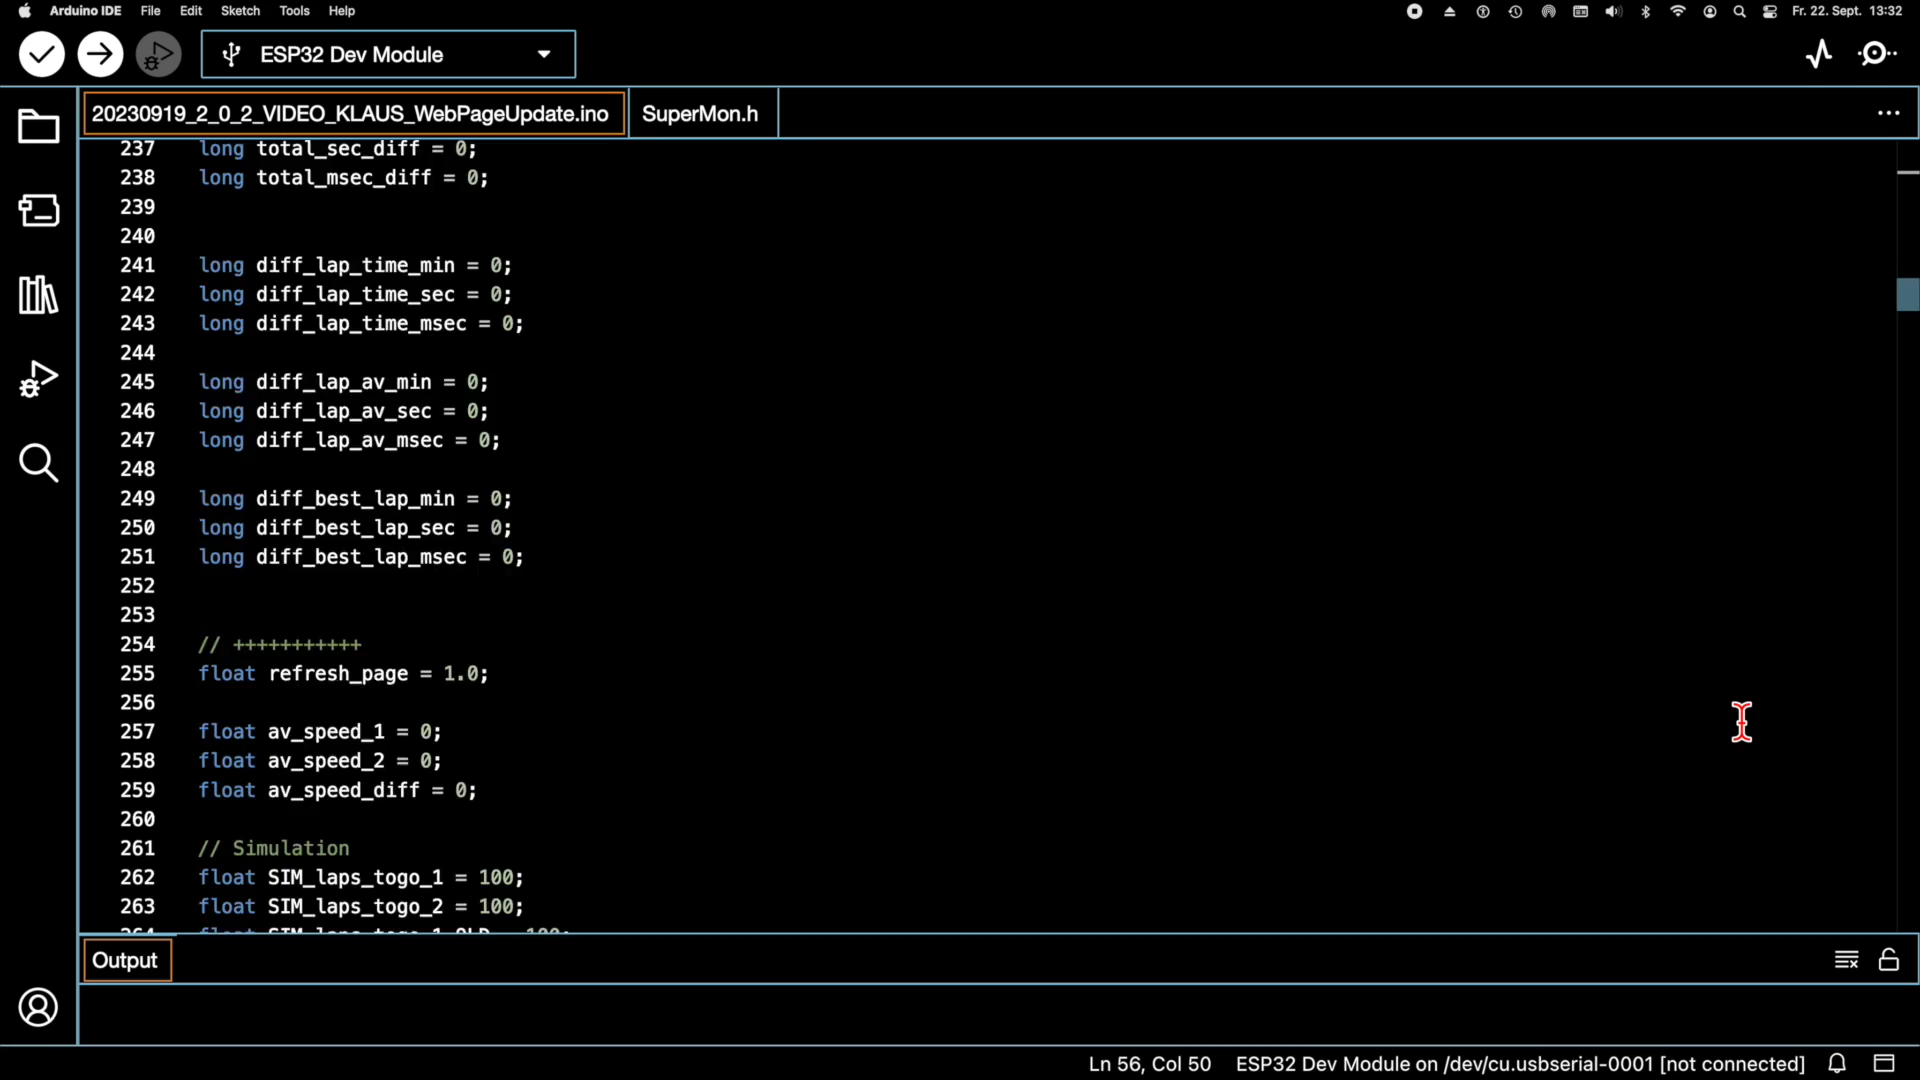 Arduino IDE File Edit Sketch Tools Help Fr. 22. Sept. 13:32
ESP32 Dev Module
20230919_2_0_2_VIDEO_KLAUS_WebPageUpdate.ino SuperMon.h
237 long total_sec_diff = 0;
238 long total_msec_diff = 0;
239
240
241 long diff_lap_time_min = 0;
242 long diff_lap_time_sec = 0;
243 long diff_lap_time_msec = 0;
244
245 long diff_lap_av_min = 0;
246 long diff_lap_av_sec = 0;
247 long diff_lap_av_msec = 0;
248
249 long diff_best_lap_min = 0;
250 long diff_best_lap_sec = 0;
251 long diff_best_lap_msec = 0;
252
253
254 // +++++++++++
255 float refresh_page = 1.0;
256
257 float av_speed_1 = 0;
258 float av_speed_2 = 0;
259 float av_speed_diff = 0;
260
261 // Simulation
262 float SIM_laps_togo_1 = 100;
263 float SIM_laps_togo_2 = 100;
264 float SIM_laps_togo_1_OLD = 100;
Output
Ln 56, Col 50 ESP32 Dev Module on /dev/cu.usbserial-0001 [not connected]